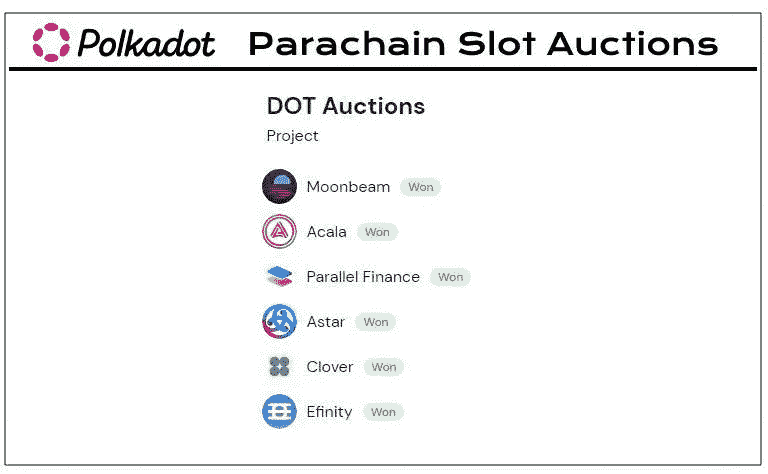 Polkadot Parachain Slot Auctions
DOT Auctions
Project
Moonbeam Won
Acala Won
Parallel Finance Won
Astar Won
Clover Won
Efinity Won